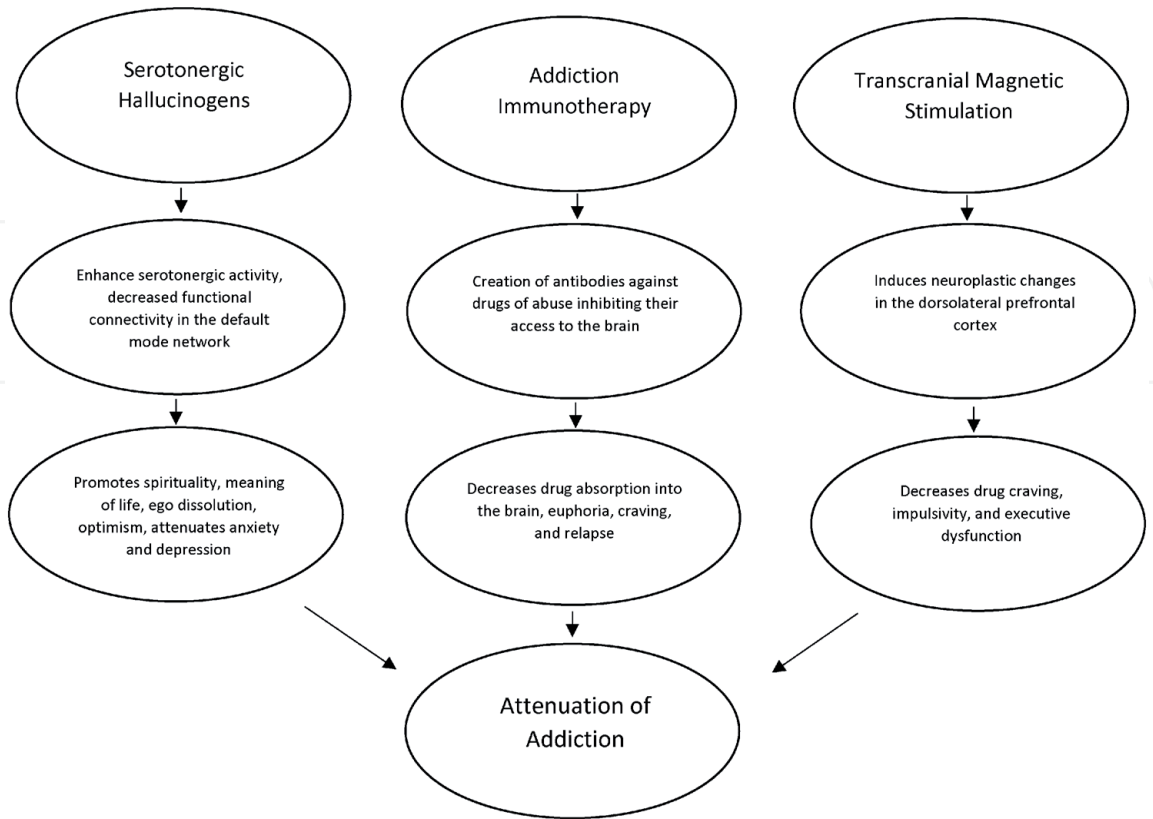 Serotonergic
Hallucinogens
Addiction
Immunotherapy
Transcranial Magnetic
Stimulation
Enhance serotonergic activity,
decreased functional
connectivity in the default
mode network
Creation of antibodies against
drugs of abuse inhibiting their
access to the brain
Induces neuroplastic changes
in the dorsolateral prefrontal
cortex
Promotes spirituality, meaning
of life, ego dissolution,
optimism, attenuates anxiety
and depression
Decreases drug absorption into
the brain, euphoria, craving,
and relapse
Decreases drug craving,
impulsivity, and executive
dysfunction
Attenuation of
Addiction